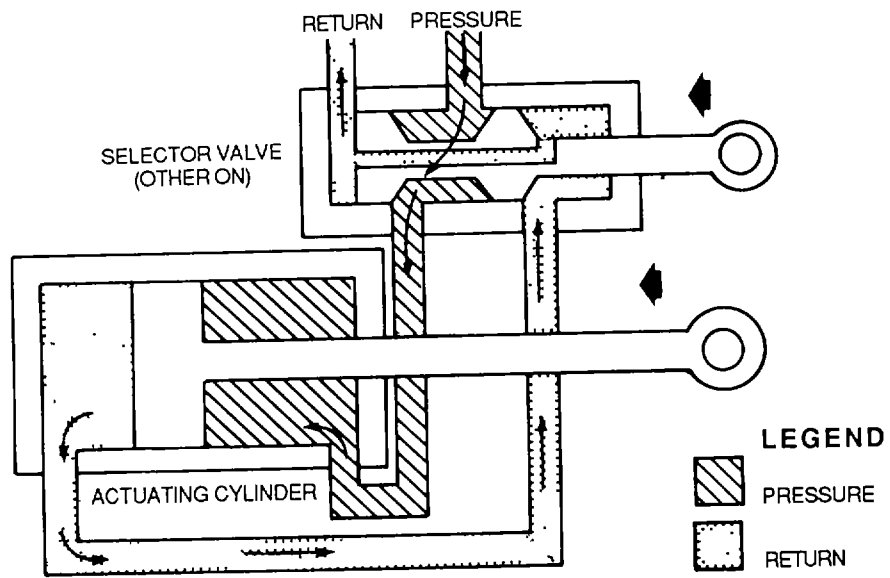 RETURN PRESSURE
SELECTOR VALVE
(OTHER ON)
ACTUATING CYLINDER
LEGEND
PRESSURE
RETURN